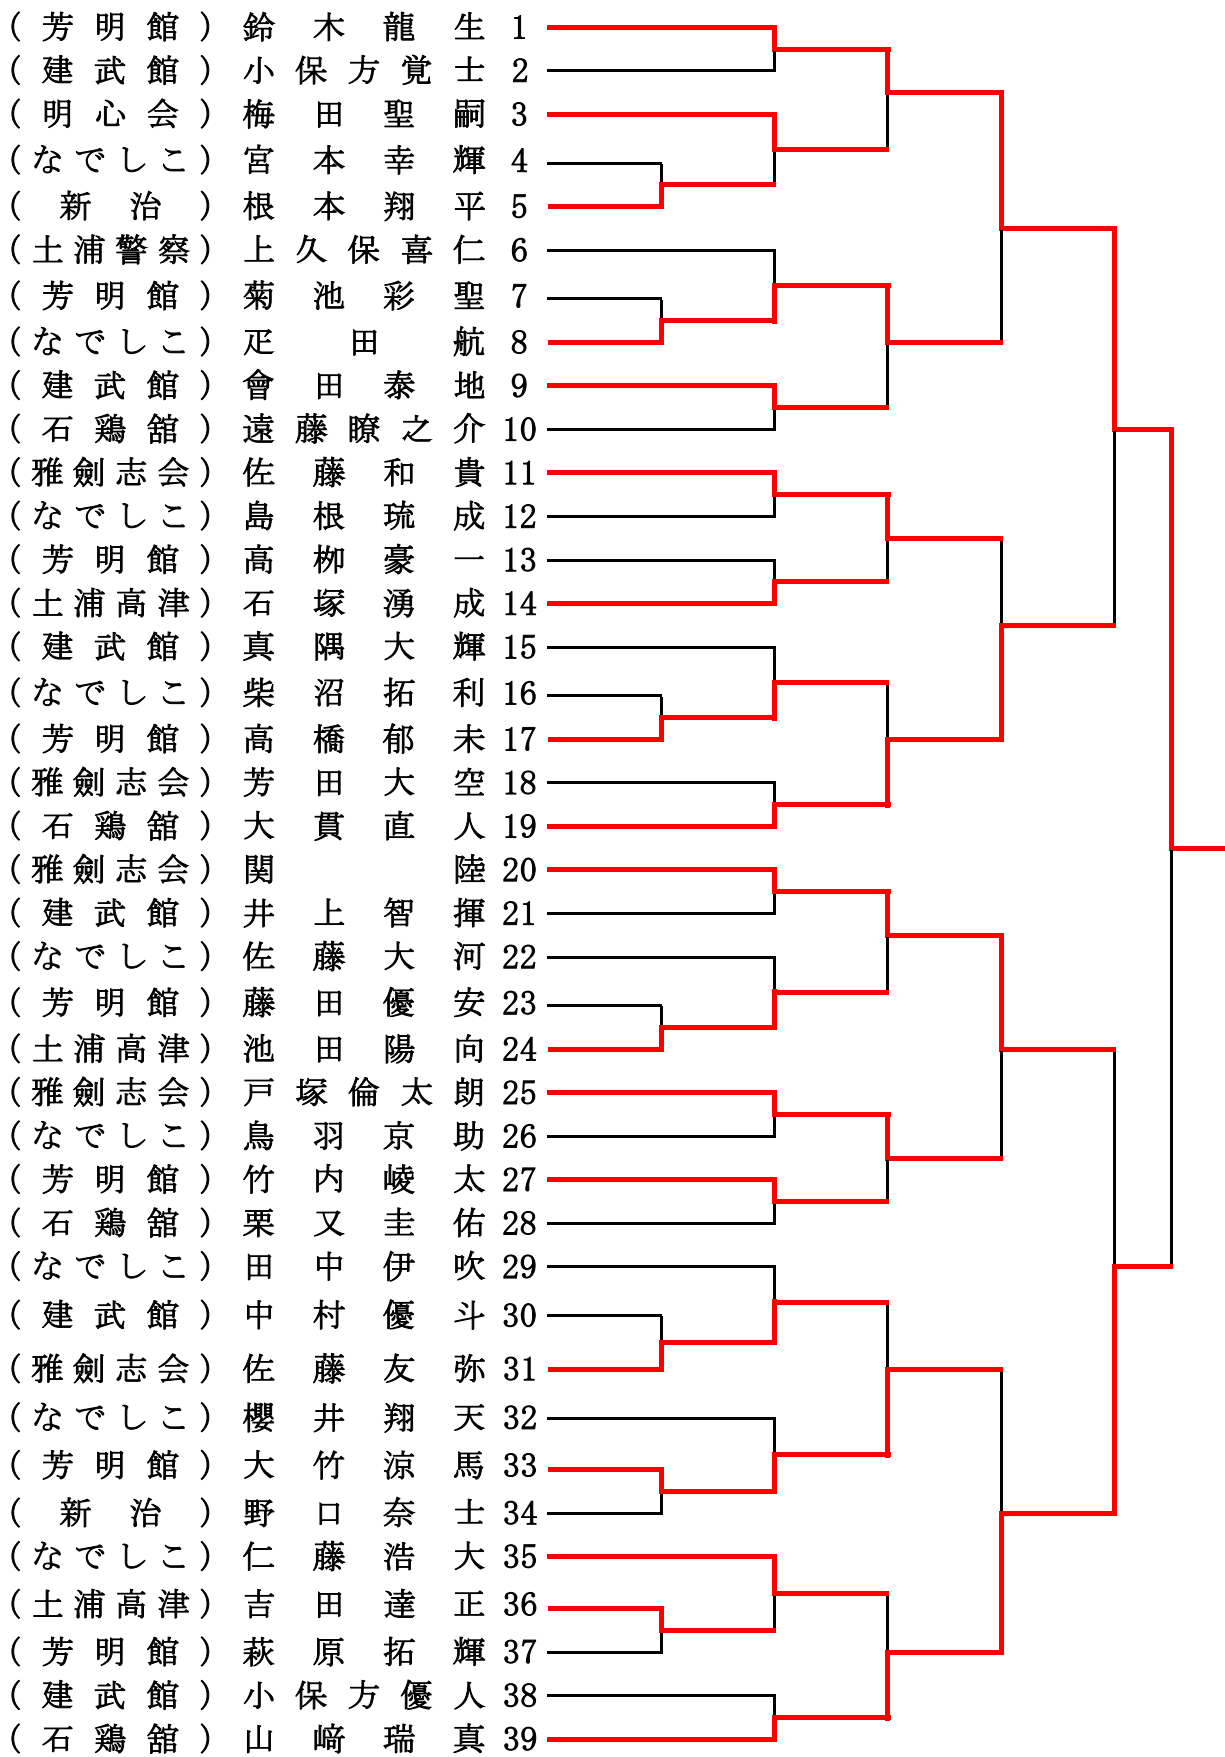 (芳明館) 鈴木龍生 1
(建武館) 小保方覚士 2
(明心会) 梅田聖嗣 3
(なでしこ) 宮本幸輝 4
(新治) 根本翔平 5
(土浦警察) 上久保喜仁 6
(芳明館) 菊池彩聖 7
(なでしこ) 疋田航 8
(建武館) 會田泰地 9
(石鶏舘) 遠藤瞭之介 10
(雅劍志会) 佐藤和貴 11
(なでしこ) 島根琉成 12
(芳明館) 高栁豪一 13
(土浦高津) 石塚湧成 14
(建武館) 真隅大輝 15
(なでしこ) 柴沼拓利 16
(芳明館) 高橋郁未 17
(雅劍志会) 芳田大空 18
(石鶏舘) 大貫直人 19
(雅劍志会) 関陸 20
(建武館) 井上智揮 21
(なでしこ) 佐藤大河 22
(芳明館) 藤田優安 23
(土浦高津) 池田陽向 24
(雅劍志会) 戸塚倫太朗 25
(なでしこ) 鳥羽京助 26
(芳明館) 竹内崚太 27
(石鶏舘) 栗又圭佑 28
(なでしこ) 田中伊吹 29
(建武館) 中村優斗 30
(雅劍志会) 佐藤友弥 31
(なでしこ) 櫻井翔天 32
(芳明館) 大竹涼馬 33
(新治) 野口奈士 34
(なでしこ) 仁藤浩大 35
(土浦高津) 吉田達正 36
(芳明館) 萩原拓輝 37
(建武館) 小保方優人 38
(石鶏舘) 山﨑瑞真 39